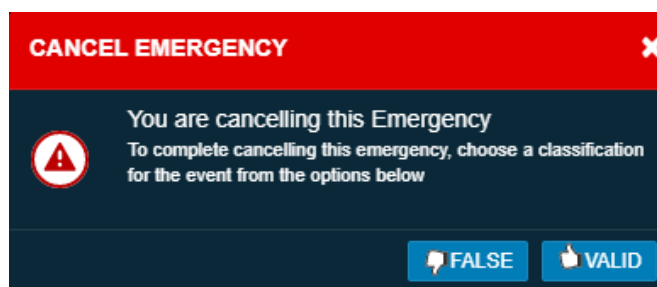 CANCEL EMERGENCY
You are cancelling this Emergency
To complete cancelling this emergency, choose a classification
for the event from the options below
FALSE VALID